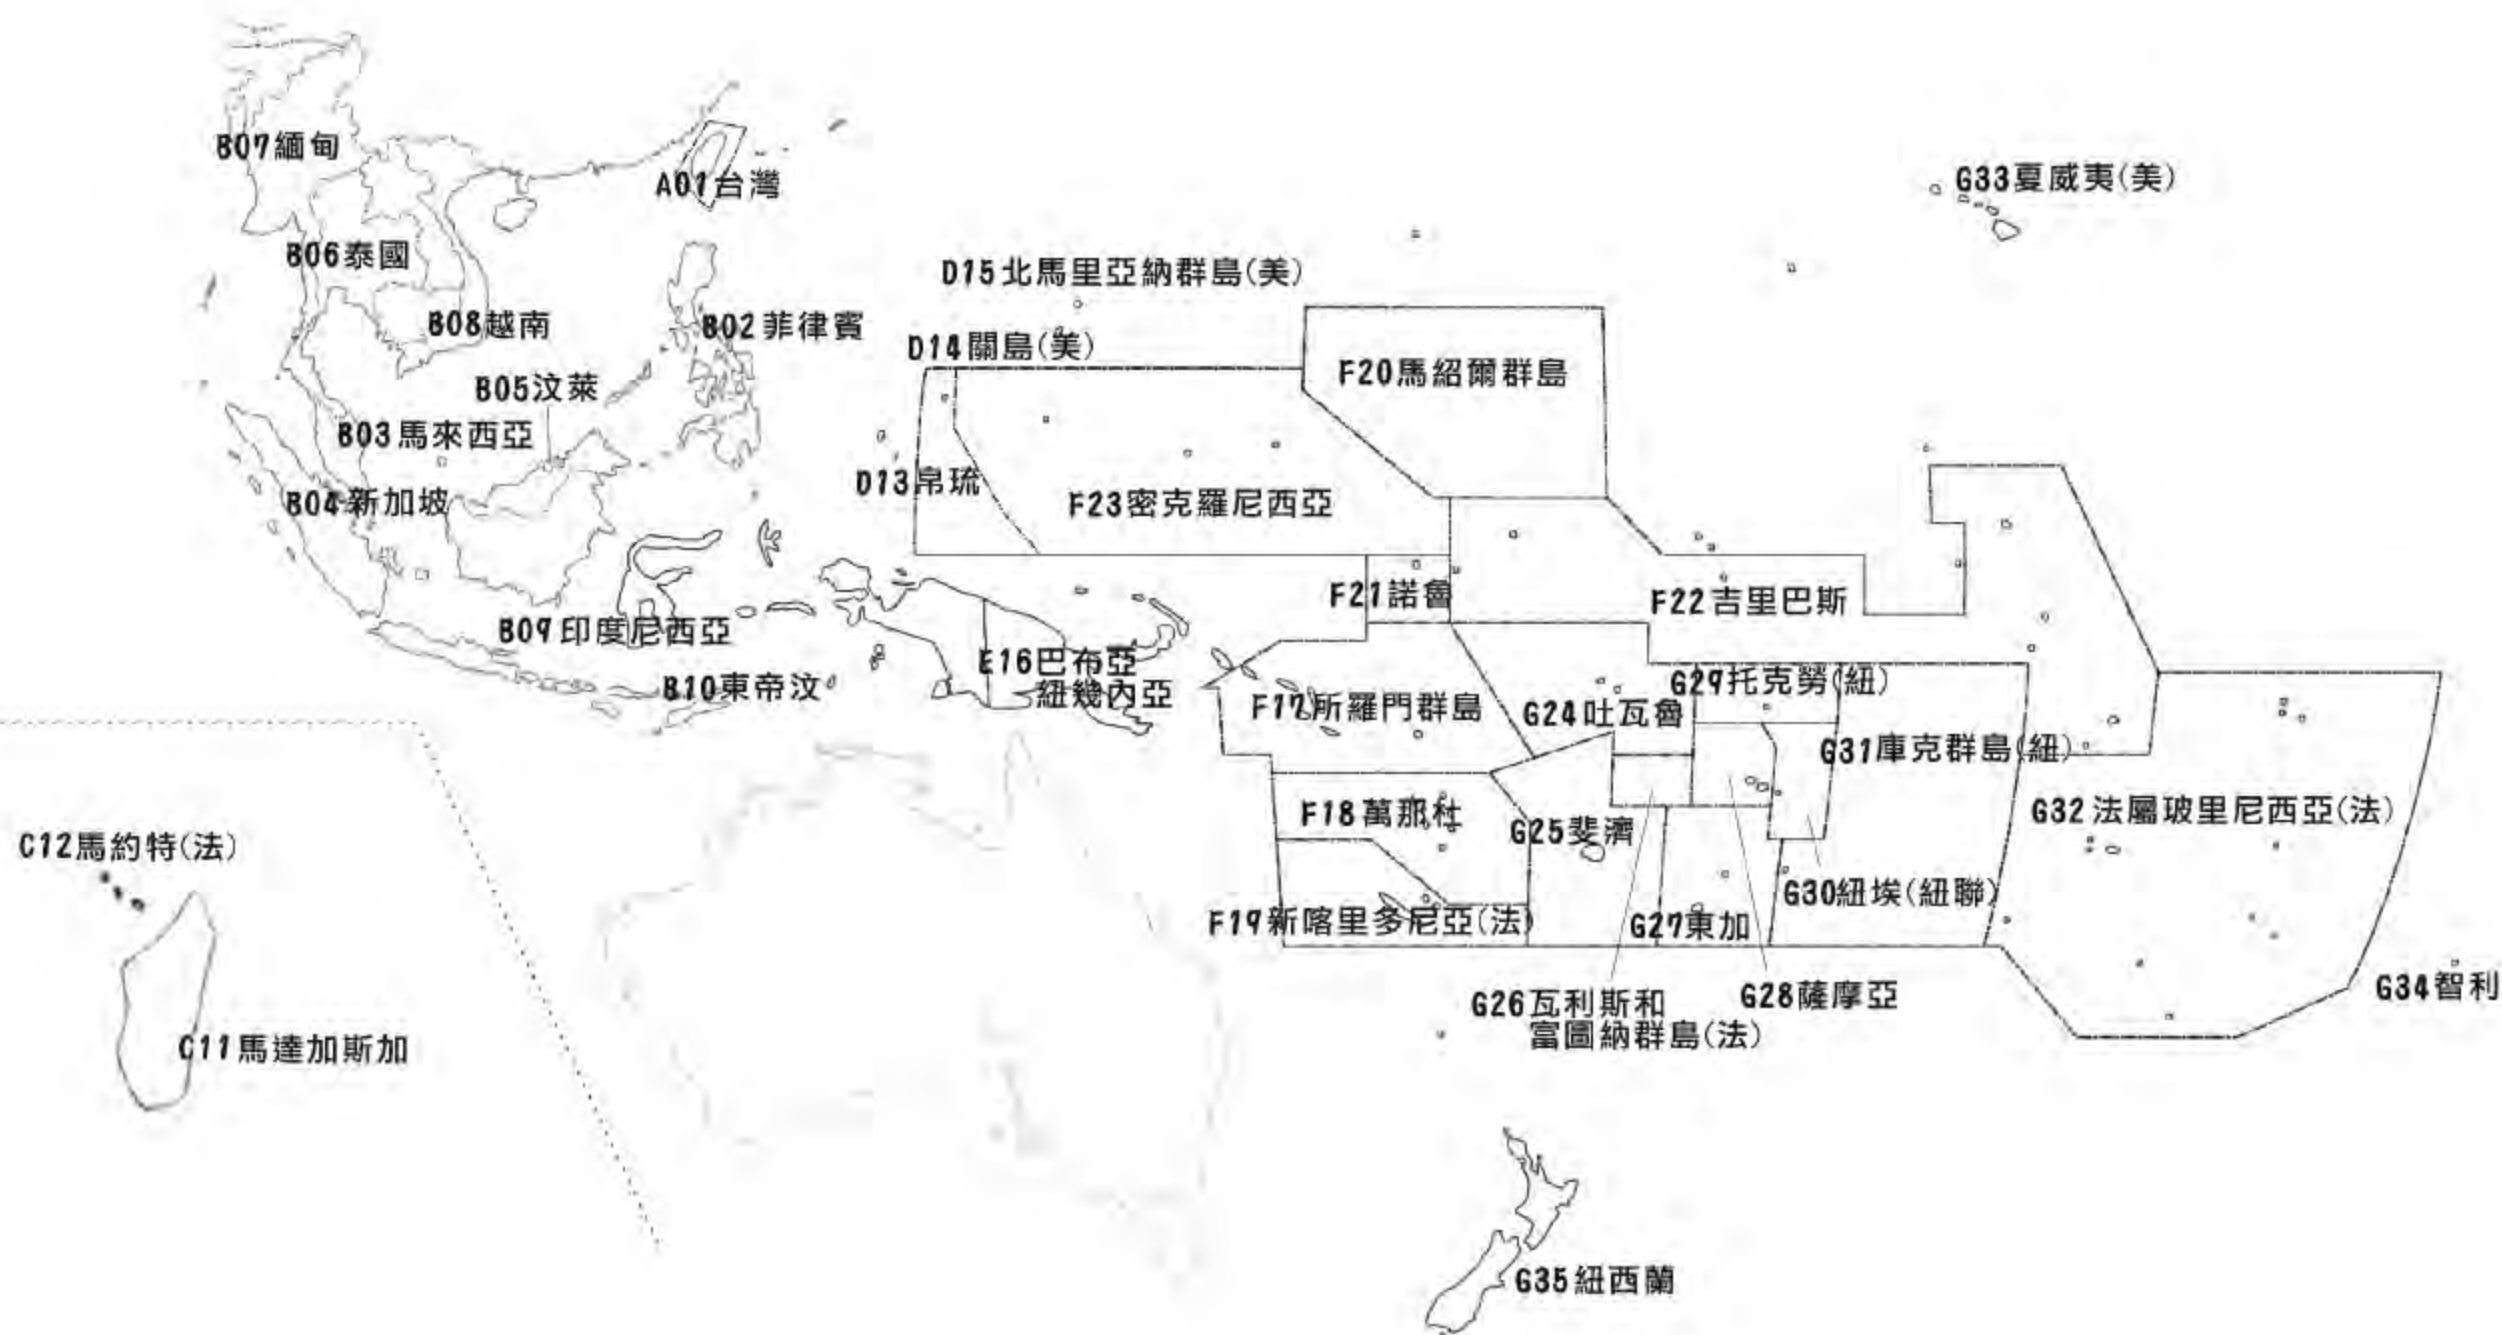 B07緬甸
A01台灣
G33夏威夷(美)
B06泰國
D15北馬里亞納群島(美)
B08越南
B02菲律賓
D14關島(美)
F20馬紹爾群島
B05汶萊
B03馬來西亞
D13帛琉
B04新加坡
F23密克羅尼西亞
F21諾魯
F22吉里巴斯
B09印度尼西亞
E16巴布亞
紐幾內亞
B10東帝汶
G29托克勞(紐)
F17所羅門群島
G24吐瓦魯
G31庫克群島(紐)
F18萬那杜
G25斐濟
G32法屬玻里尼西亞(法)
C12馬約特(法)
G30紐埃(紐聯)
F19新喀里多尼亞(法)
G27東加
G26瓦利斯和
富圖納群島(法)
G28薩摩亞
G34智利
C11馬達加斯加
G35紐西蘭